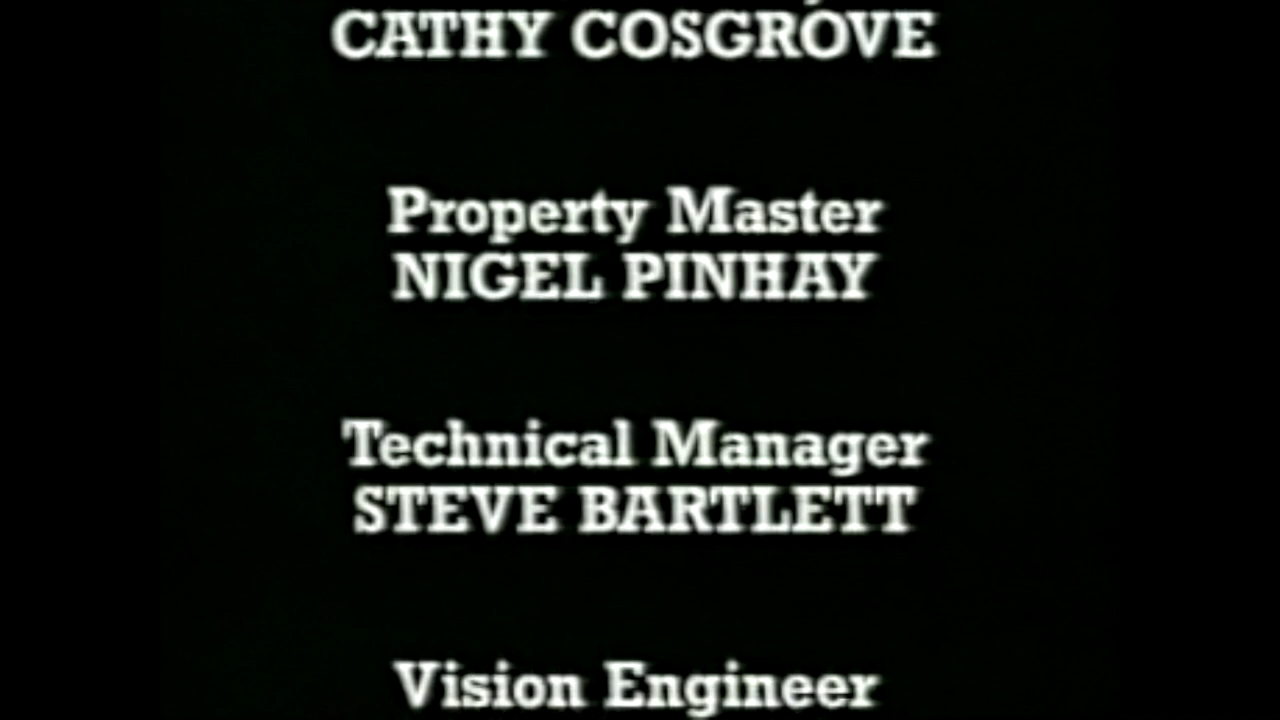 CATHY COSGROVE
Property Master
NIGEL PINHAY
Technical Manager
STEVE BARTLETT
Vision Engineer